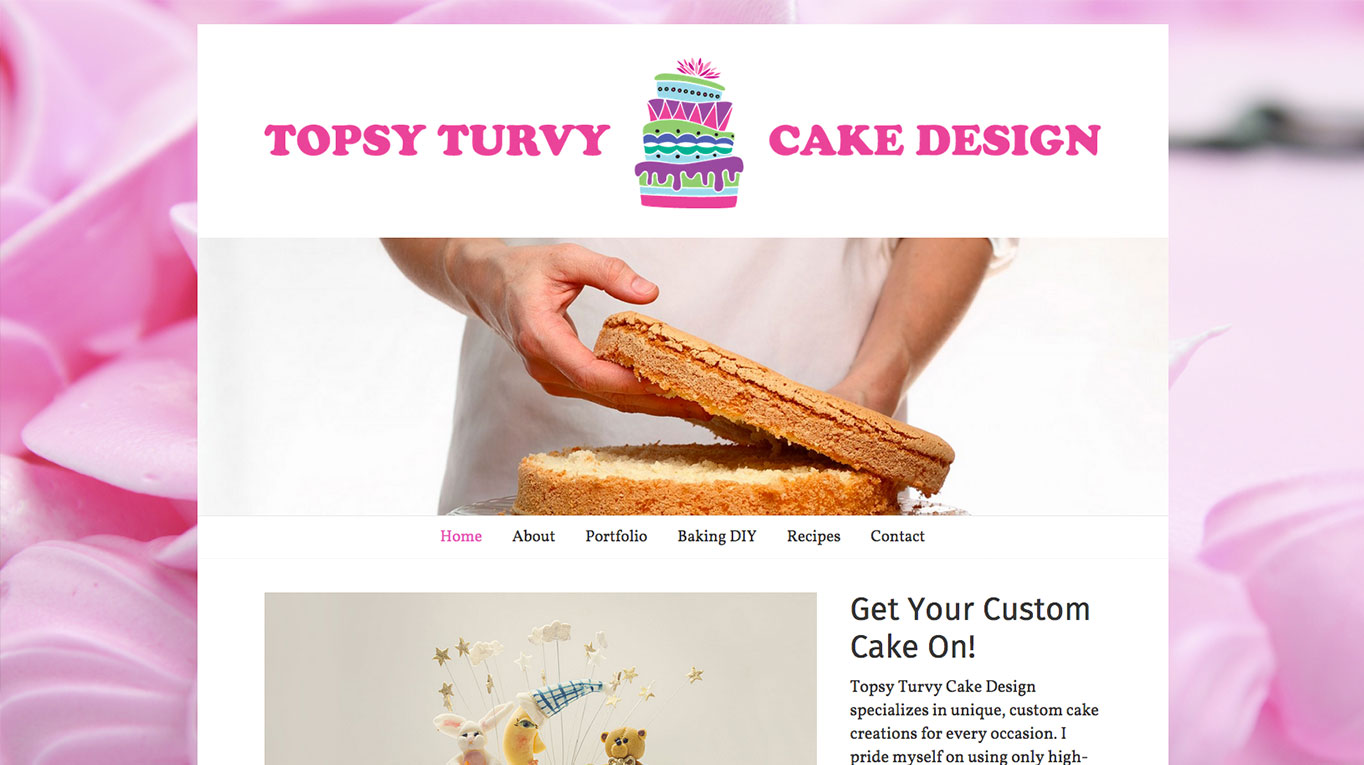 TOPSY TURVY CAKE DESIGN
Home About Portfolio Baking DIY Recipes Contact
Get Your Custom
Cake On!
Topsy Turvy Cake Design
specializes in unique, custom cake
creations for every occasion. I
pride myself on using only high-